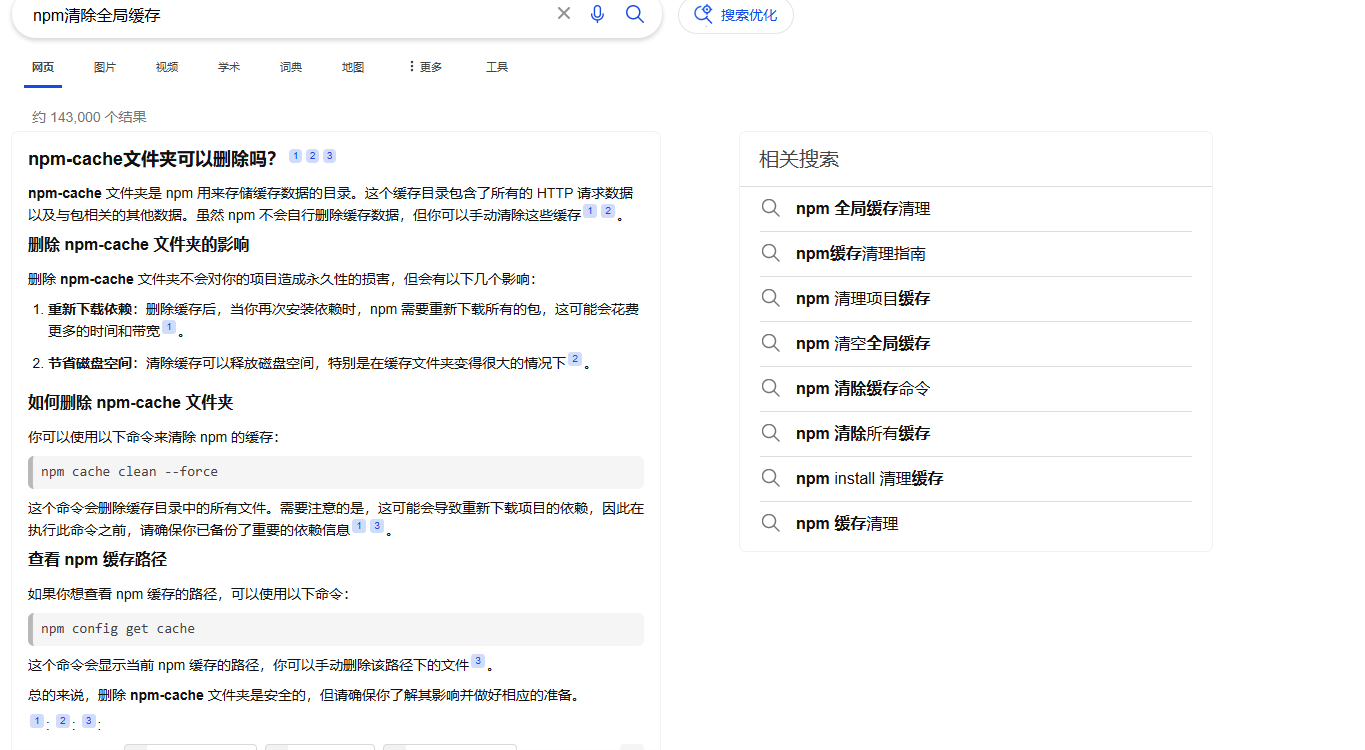 npm清除全局缓存
搜索优化
网页 图片 视频 学术 词典 地图 更多 工具
约 143,000 个结果
npm-cache文件夹可以删除吗? 1 2 3
npm-cache 文件夹是 npm 用来存储缓存数据的目录。这个缓存目录包含了所有的 HTTP 请求数据
以及与包相关的其他数据。虽然 npm 不会自行删除缓存数据，但你可以手动清除这些缓存 1 2 。
删除 npm-cache 文件夹的影响
删除 npm-cache 文件夹不会对你的项目造成永久性的损害，但会有以下几个影响：
1. 重新下载依赖：删除缓存后，当你再次安装依赖时，npm 需要重新下载所有的包，这可能会花费
更多的时间和带宽 1 。
2. 节省磁盘空间：清除缓存可以释放磁盘空间，特别是在缓存文件夹变得很大的情况下 2 。
如何删除 npm-cache 文件夹
你可以使用以下命令来清除 npm 的缓存：
npm cache clean --force
这个命令会删除缓存目录中的所有文件。需要注意的是，这可能会导致重新下载项目的依赖，因此在
执行此命令之前，请确保你已备份了重要的依赖信息 1 3 。
查看 npm 缓存路径
如果你想查看 npm 缓存的路径，可以使用以下命令：
npm config get cache
这个命令会显示当前 npm 缓存的路径，你可以手动删除该路径下的文件 3 。
总的来说，删除 npm-cache 文件夹是安全的，但请确保你了解其影响并做好相应的准备。
1 ; 2 ; 3 ;
相关搜索
npm 全局缓存清理
npm缓存清理指南
npm 清理项目缓存
npm 清空全局缓存
npm 清除缓存命令
npm 清除所有缓存
npm install 清理缓存
npm 缓存清理